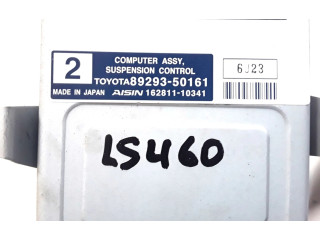 2
COMPUTER ASSY,
SUSPENSION CONTROL
TOYOTA 89293-50161
MADE IN JAPAN AISIN 162811-10341
6J23
LS460